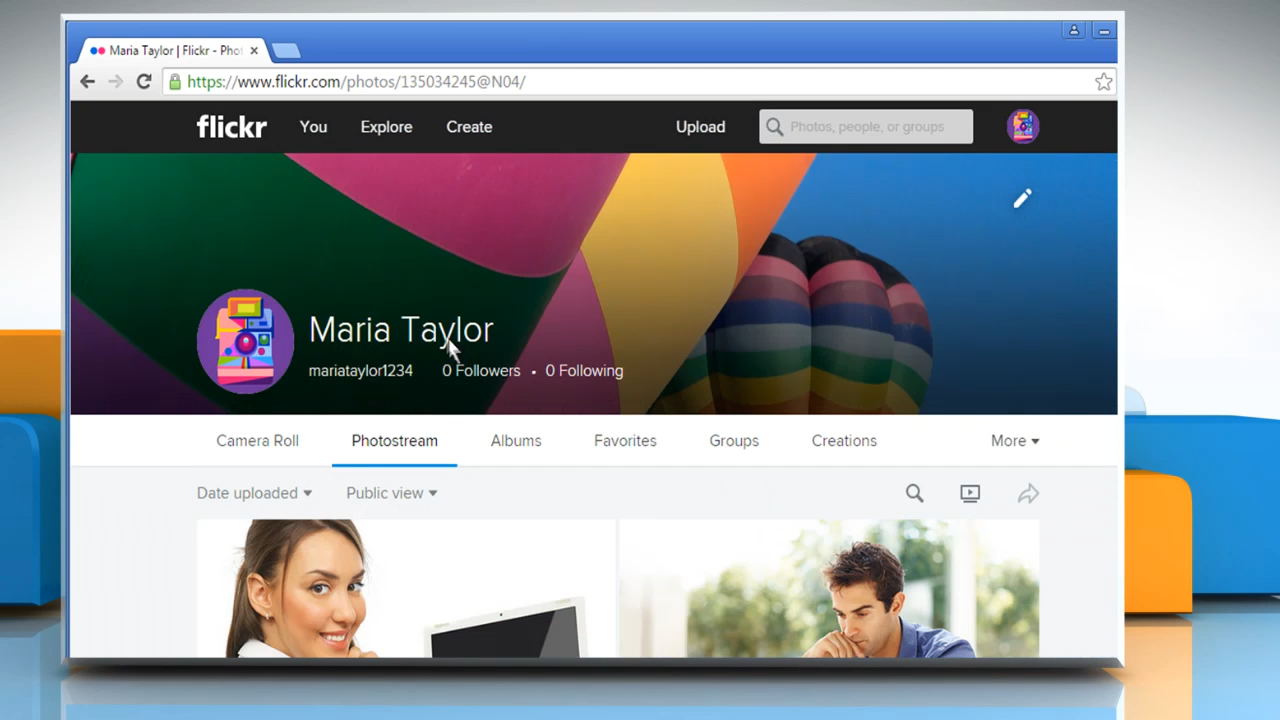 Maria Taylor | Flickr - Phot
https://www.flickr.com/photos/135034245@N04/
flickr You Explore Create Upload Photos, people, or groups
Maria Taylor
mariataylor1234 0 Followers • 0 Following
Camera Roll Photostream Albums Favorites Groups Creations More
Date uploaded Public view